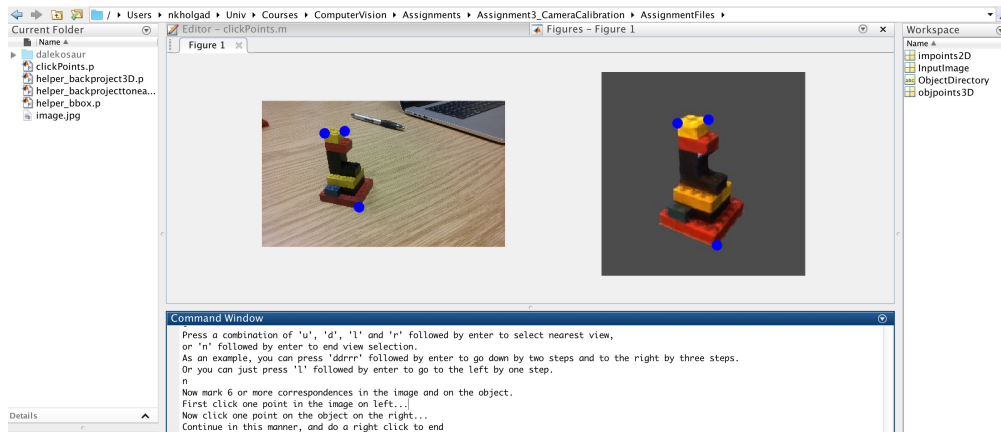 / ▸ Users ▸ nkholgad ▸ Univ ▸ Courses ▸ ComputerVision ▸ Assignments ▸ Assignment3_CameraCalibration ▸ AssignmentFiles ▸
Current Folder
Name
dalekosaur
clickPoints.p
helper_backproject3D.p
helper_backprojecttonea...
helper_bbox.p
image.jpg
Details
Editor – clickPoints.m
Figures – Figure 1
Figure 1
Command Window
Press a combination of 'u', 'd', 'l' and 'r' followed by enter to select nearest view,
or 'n' followed by enter to end view selection.
As an example, you can press 'ddrrr' followed by enter to go down by two steps and to the right by three steps.
Or you can just press 'l' followed by enter to go to the left by one step.
n
Now mark 6 or more correspondences in the image and on the object.
First click one point in the image on left...
Now click one point on the object on the right...
Continue in this manner, and do a right click to end
Workspace
Name
impoints2D
InputImage
ObjectDirectory
objpoints3D